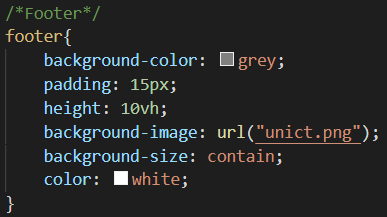 /*Footer*/
footer{
background-color: grey;
padding: 15px;
height: 10vh;
background-image: url("unict.png");
background-size: contain;
color: white;
}